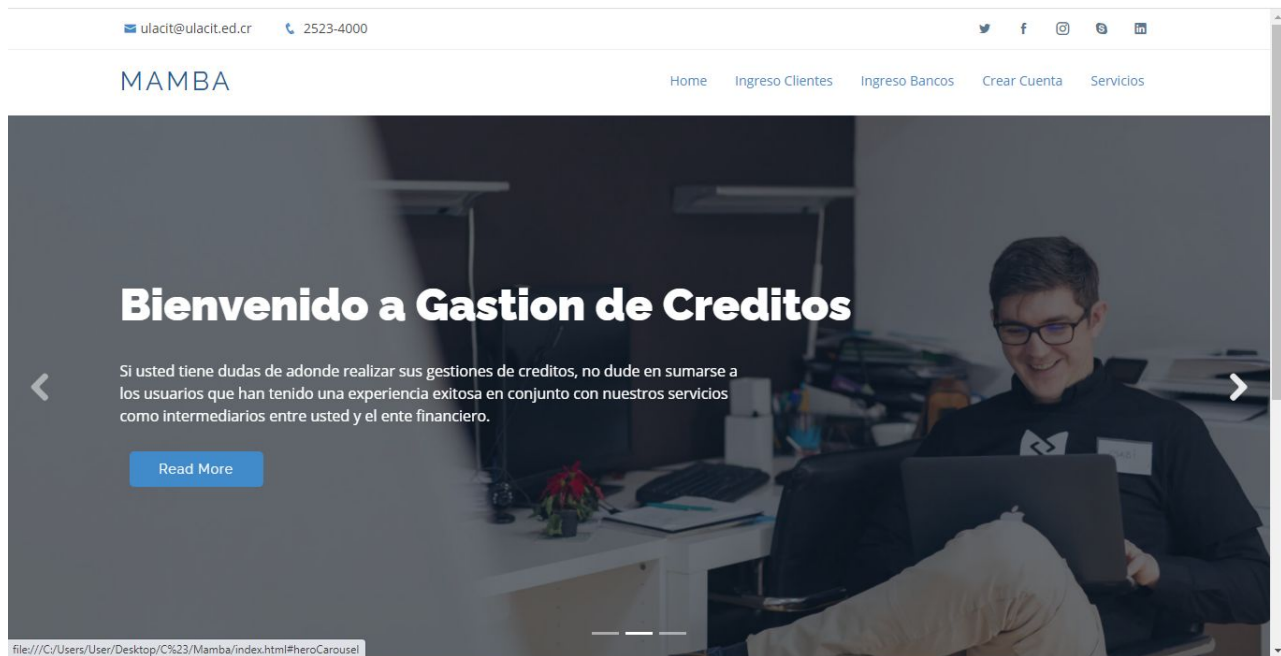 ulacit@ulacit.ed.cr 2523-4000
MAMBA
Home Ingreso Clientes Ingreso Bancos Crear Cuenta Servicios
Bienvenido a Gastion de Creditos
Si usted tiene dudas de adonde realizar sus gestiones de creditos, no dude en sumarse a
los usuarios que han tenido una experiencia exitosa en conjunto con nuestros servicios
como intermediarios entre usted y el ente financiero.
Read More
file:///C:/Users/User/Desktop/C%23/Mamba/index.html#heroCarousel